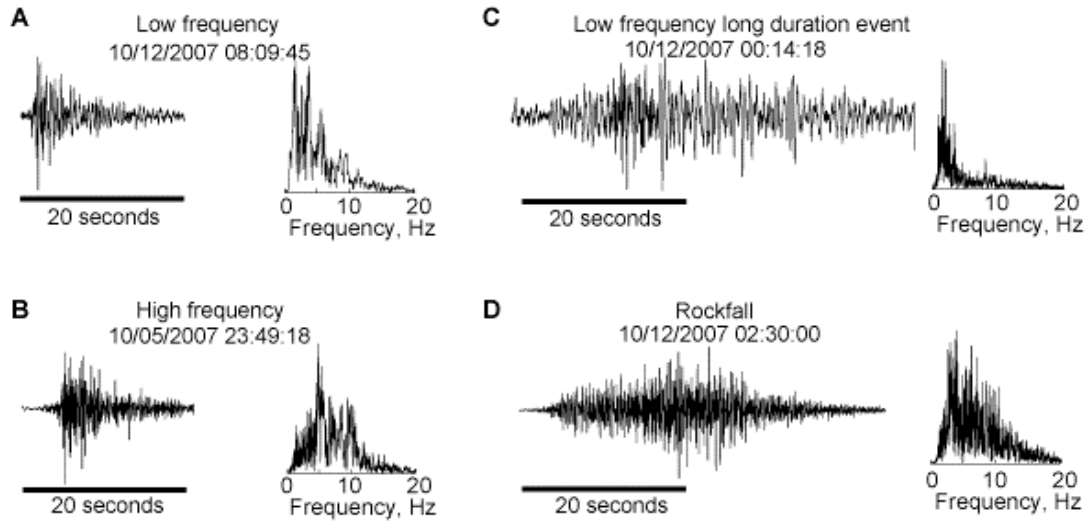 A
Low frequency
10/12/2007 08:09:45
20 seconds
0 10 20
Frequency, Hz
C
Low frequency long duration event
10/12/2007 00:14:18
20 seconds
0 10 20
Frequency, Hz
B
High frequency
10/05/2007 23:49:18
20 seconds
0 10 20
Frequency, Hz
D
Rockfall
10/12/2007 02:30:00
20 seconds
0 10 20
Frequency, Hz